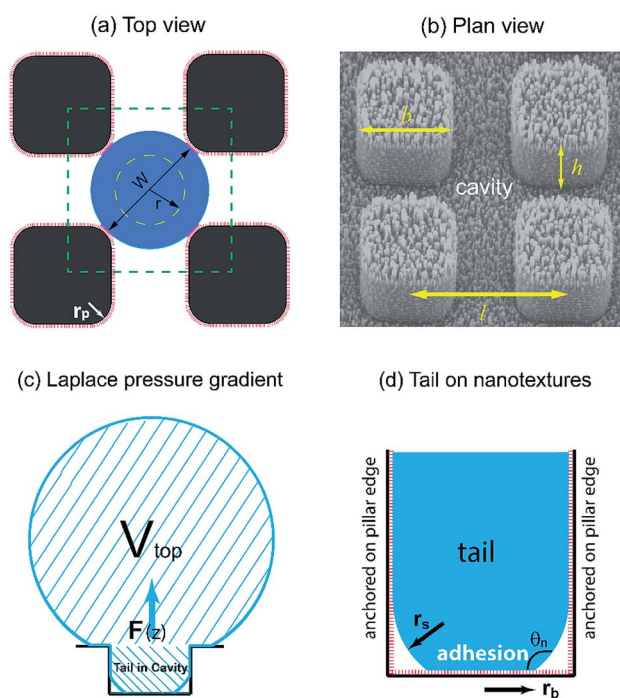 (a) Top view
(b) Plan view
W
r
r_p
b
h
cavity
l
(c) Laplace pressure gradient
(d) Tail on nanotextures
V_top
F(z)
Tail in Cavity
anchored on pillar edge
tail
anchored on pillar edge
r_s
adhesion
θ_n
r_b